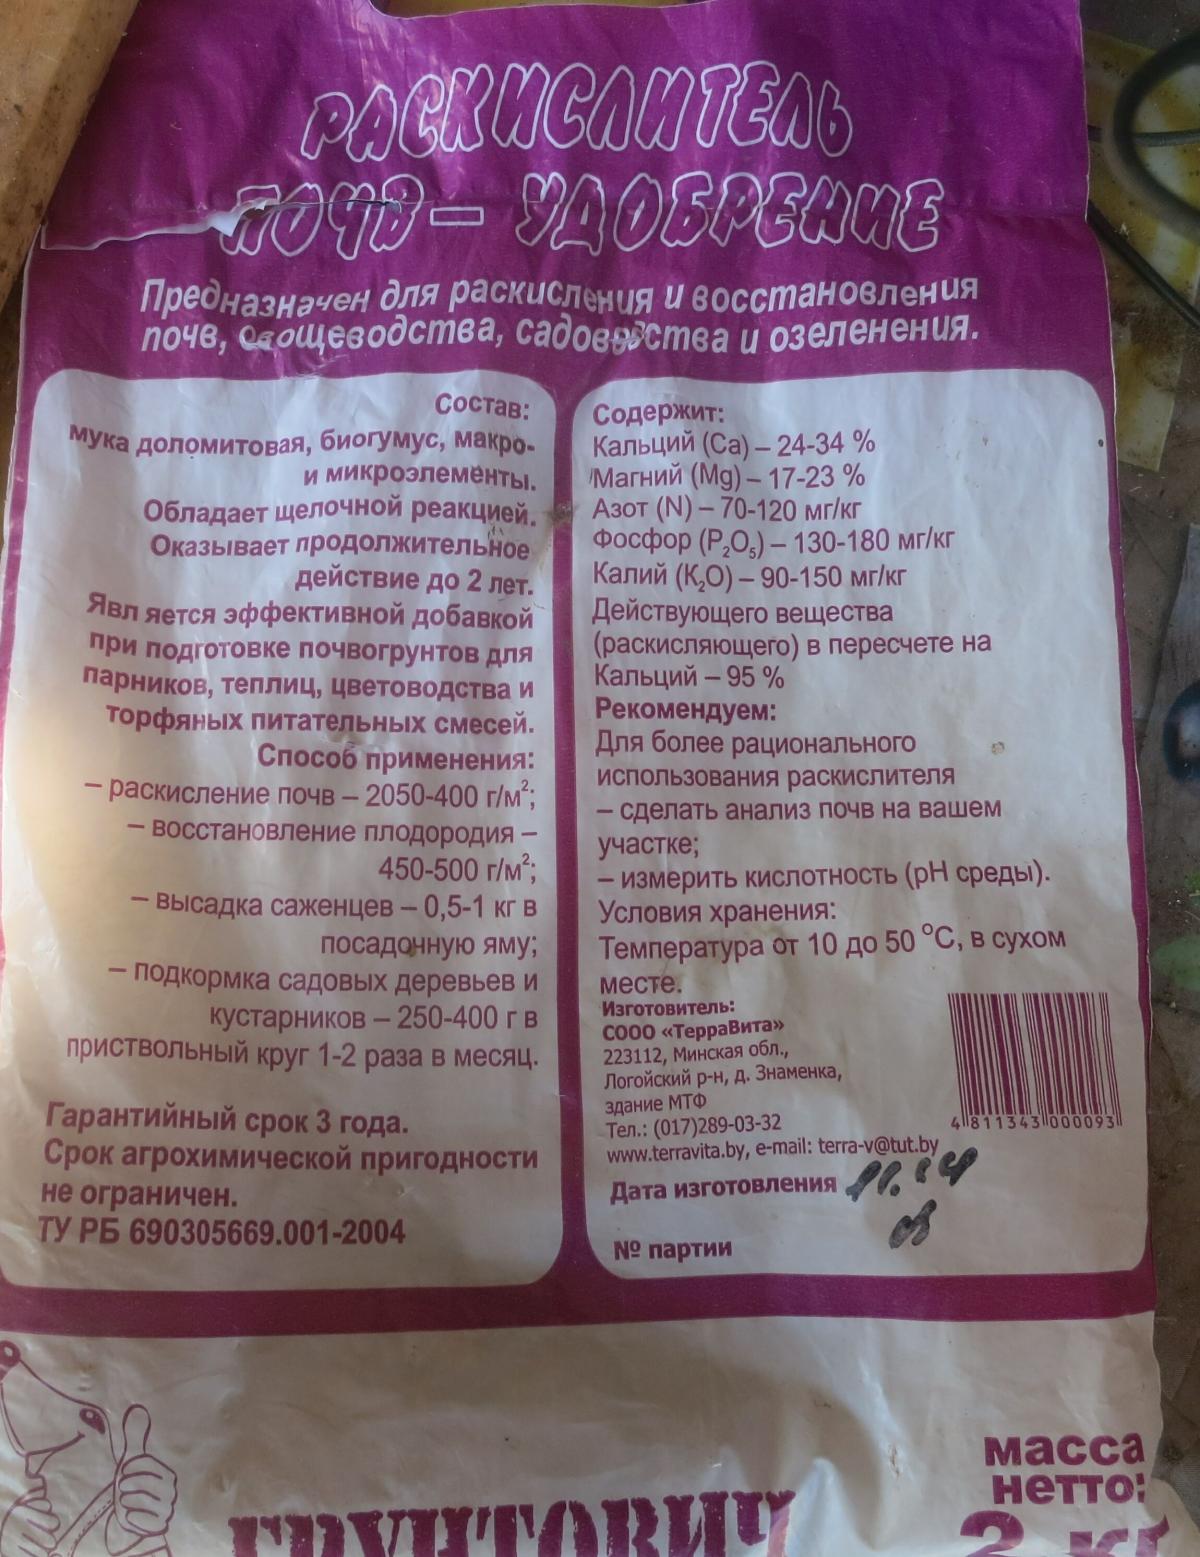 РАСКИСЛИТЕЛЬ
ПОЧВ – УДОБРЕНИЕ
Предназначен для раскисления и восстановления
почв, овощеводства, садоводства и озеленения.
Состав:
мука доломитовая, биогумус, макро-
и микроэлементы.
Обладает щелочной реакцией.
Оказывает продолжительное
действие до 2 лет.
Явл яется эффективной добавкой
при подготовке почвогрунтов для
парников, теплиц, цветоводства и
торфяных питательных смесей.
Способ применения:
– раскисление почв – 2050-400 г/м²;
– восстановление плодородия –
450-500 г/м²;
– высадка саженцев – 0,5-1 кг в
посадочную яму;
– подкормка садовых деревьев и
кустарников – 250-400 г в
приствольный круг 1-2 раза в месяц.
Гарантийный срок 3 года.
Срок агрохимической пригодности
не ограничен.
ТУ РБ 690305669.001-2004
Содержит:
Кальций (Ca) – 24-34 %
Магний (Mg) – 17-23 %
Азот (N) – 70-120 мг/кг
Фосфор (P₂O₅) – 130-180 мг/кг
Калий (K₂O) – 90-150 мг/кг
Действующего вещества
(раскисляющего) в пересчете на
Кальций – 95 %
Рекомендуем:
Для более рационального
использования раскислителя
– сделать анализ почв на вашем
участке;
– измерить кислотность (pH среды).
Условия хранения:
Температура от 10 до 50 °C, в сухом
месте.
Изготовитель:
СООО «ТерраВита»
223112, Минская обл.,
Логойский р-н, д. Знаменка,
здание МТФ
Тел.: (017)289-03-32
www.terravita.by, e-mail: terra-v@tut.by
4 811343 000093
Дата изготовления
№ партии
масса
нетто:
2 кг
ГРУНТОВИЧ